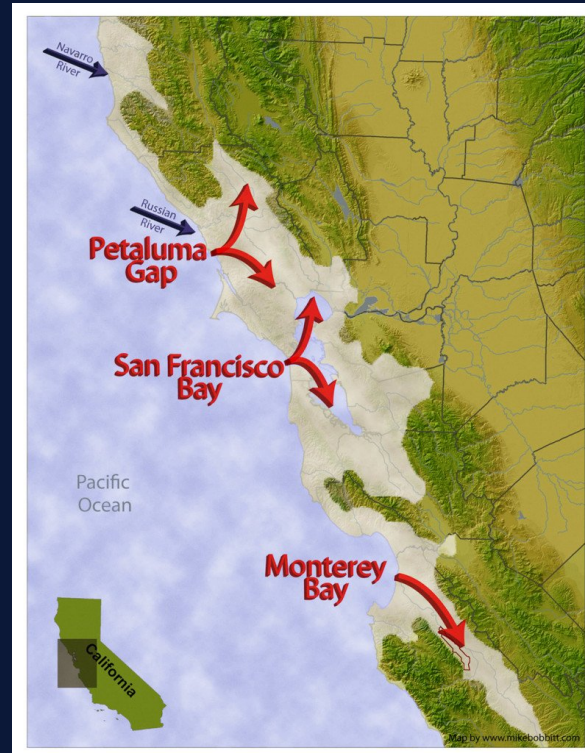 Navarro
River
Russian
River
Petaluma
Gap
San Francisco
Bay
Pacific
Ocean
Monterey
Bay
California
Map by www.mikebobbitt.com